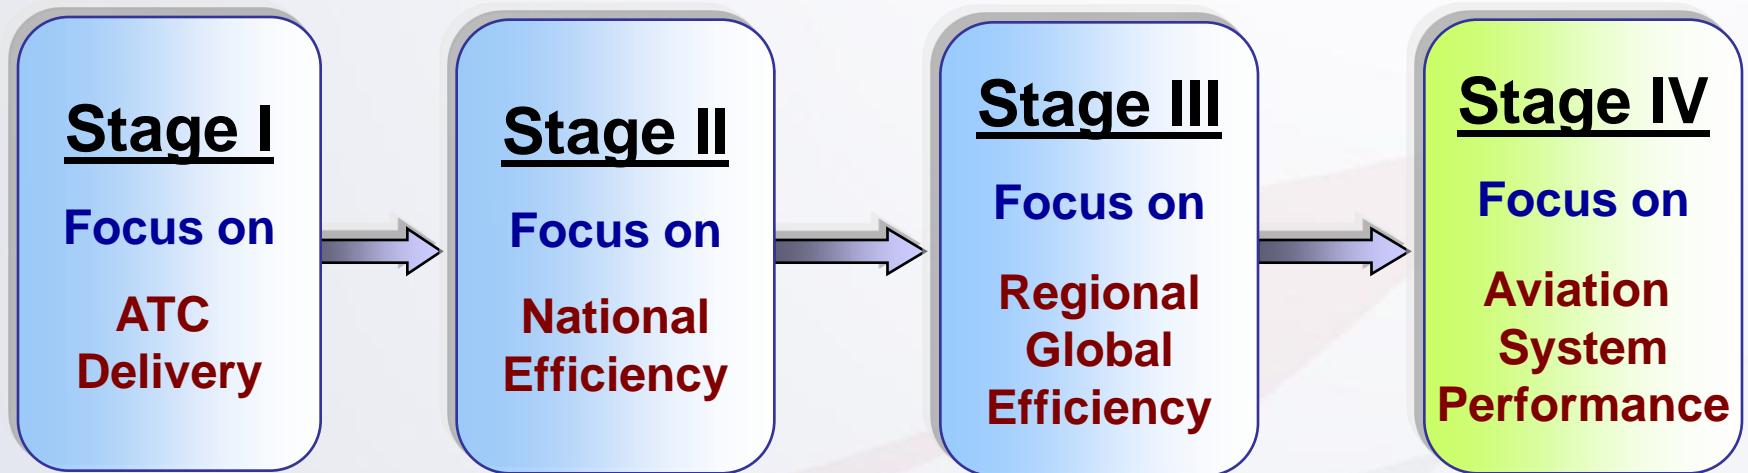 Stage I
Focus on
ATC
Delivery
Stage II
Focus on
National
Efficiency
Stage III
Focus on
Regional
Global
Efficiency
Stage IV
Focus on
Aviation
System
Performance